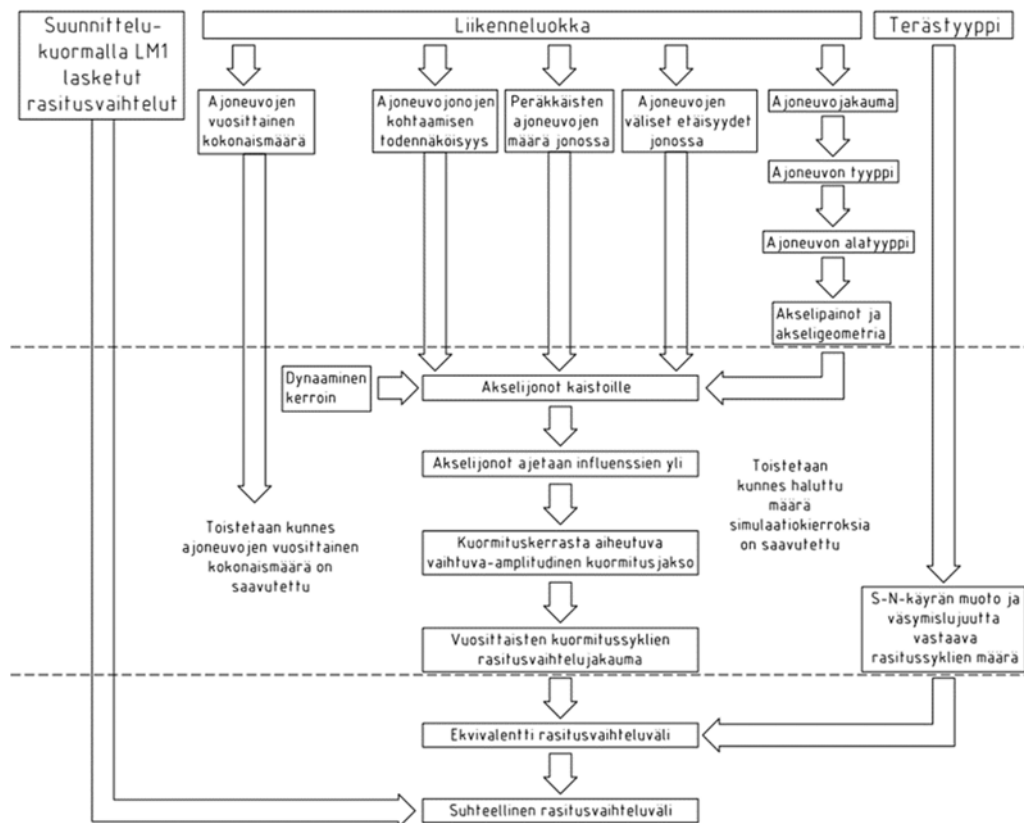 Suunnittelu-
kuormalla LM1
lasketut
rasitusvaihtelut
Liikenneluokka
Terästyyppi
Ajoneuvojen
vuosittainen
kokonaismäärä
Ajoneuvojonojen
kohtaamisen
todennäköisyys
Peräkkäisten
ajoneuvojen
määrä jonossa
Ajoneuvojen
väliset etäisyydet
jonossa
Ajoneuvojakauma
Ajoneuvon tyyppi
Ajoneuvon alatyyppi
Akselipainot ja
akseligeometria
Dynaaminen
kerroin
Akselijonot kaistoille
Akselijonot ajetaan influenssien yli
Toistetaan
kunnes haluttu
määrä
simulaatiokierroksia
on saavutettu
Toistetaan kunnes
ajoneuvojen vuosittainen
kokonaismäärä on
saavutettu
Kuormituskerrasta aiheutuva
vaihtuva-amplitudinen kuormitusjakso
S-N-käyrän muoto ja
väsymislujuutta
vastaava
rasitussyklien määrä
Vuosittaisten kuormitussyklien
rasitusvaihtelujakauma
Ekvivalentti rasitusvaihteluväli
Suhteellinen rasitusvaihteluväli